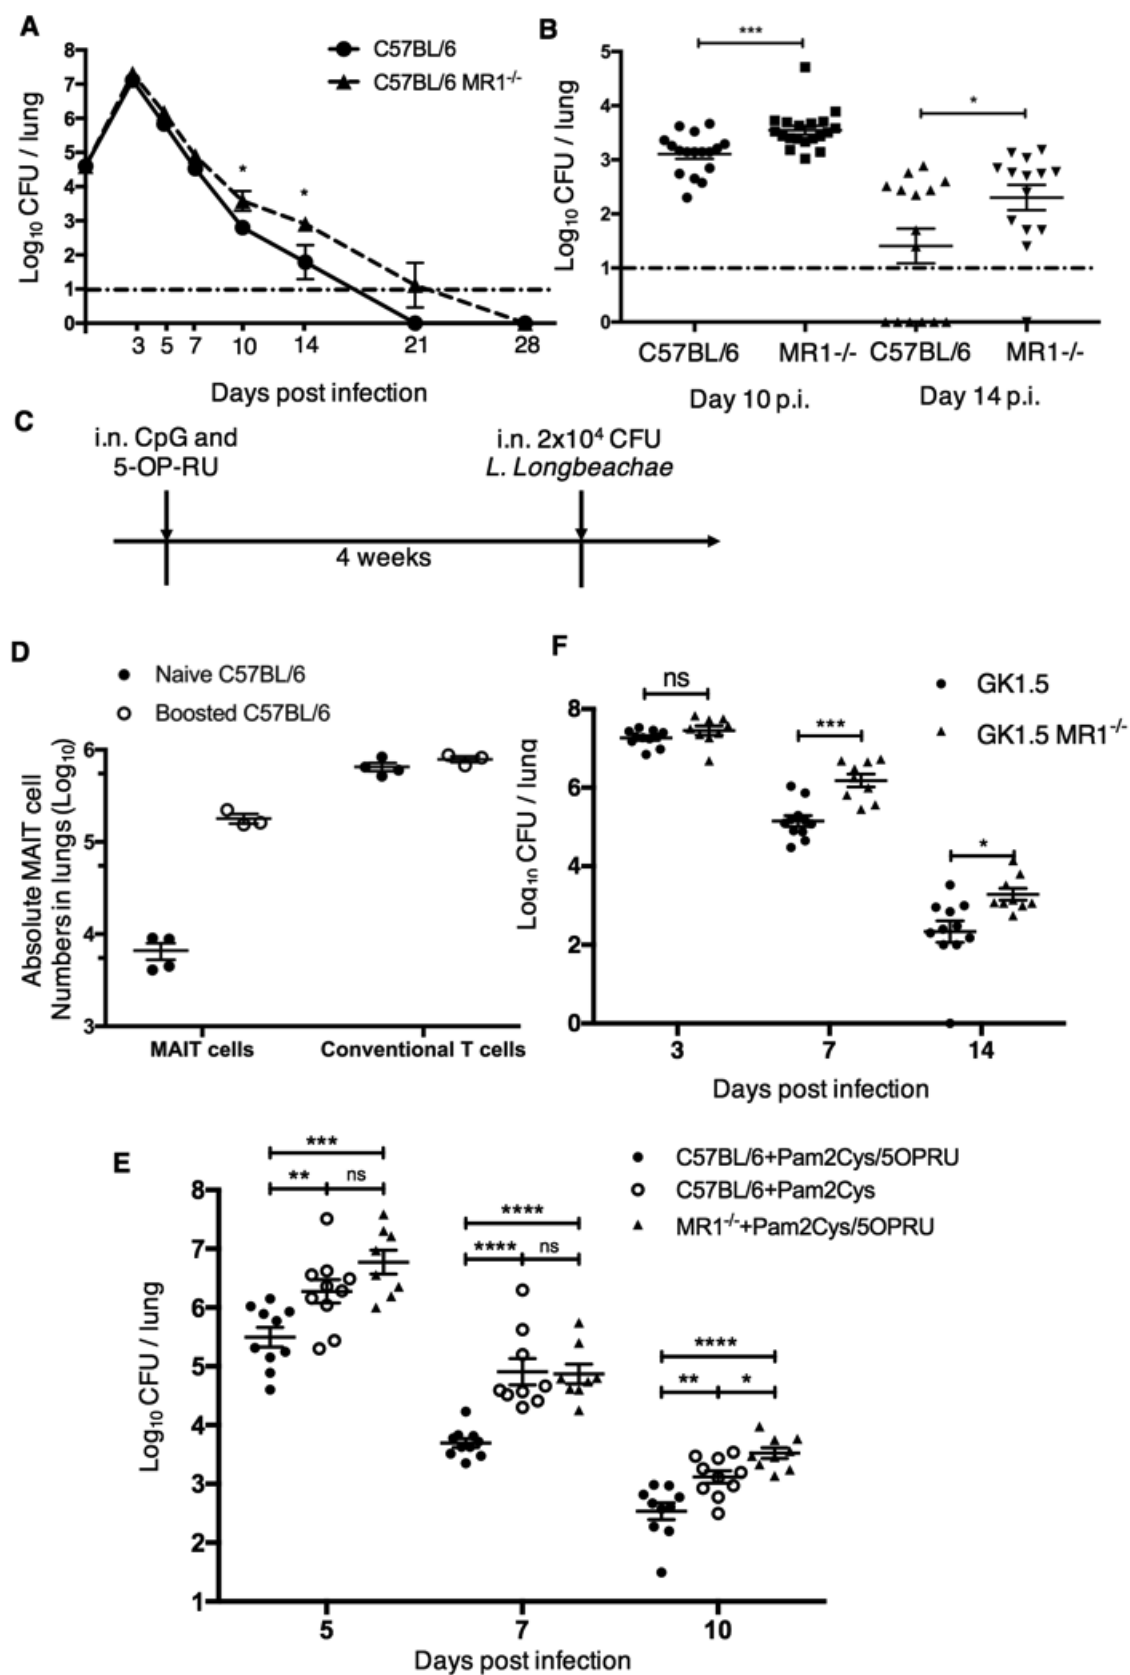 A
C57BL/6
C57BL/6 MR1-/-
Log10 CFU / lung
8
7
6
5
4
3
2
1
0
* *
3 5 7 10 14 21 28
Days post infection
B
***
*
Log10 CFU / lung
5
4
3
2
1
0
C57BL/6 MR1-/- C57BL/6 MR1-/-
Day 10 p.i. Day 14 p.i.
C
i.n. CpG and
5-OP-RU
i.n. 2x10⁴ CFU
L. Longbeachae
4 weeks
D
Naive C57BL/6
Boosted C57BL/6
Absolute MAIT cell
Numbers in lungs (Log10)
6
5
4
3
MAIT cells Conventional T cells
F
GK1.5
GK1.5 MR1-/-
ns
***
*
Log10 CFU / lung
8
6
4
2
0
3 7 14
Days post infection
E
C57BL/6+Pam2Cys/5OPRU
C57BL/6+Pam2Cys
MR1-/-+Pam2Cys/5OPRU
***
** ns
****
**** ns
****
** *
Log10 CFU / lung
8
7
6
5
4
3
2
1
5 7 10
Days post infection